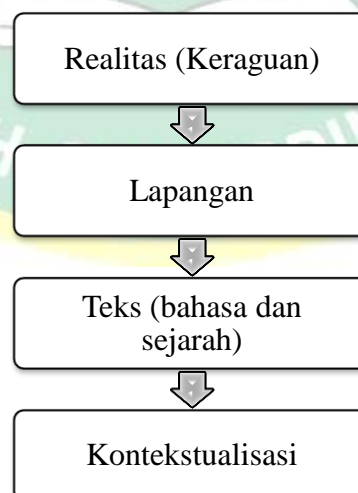 Realitas (Keraguan)
Lapangan
Teks (bahasa dan
sejarah)
Kontekstualisasi